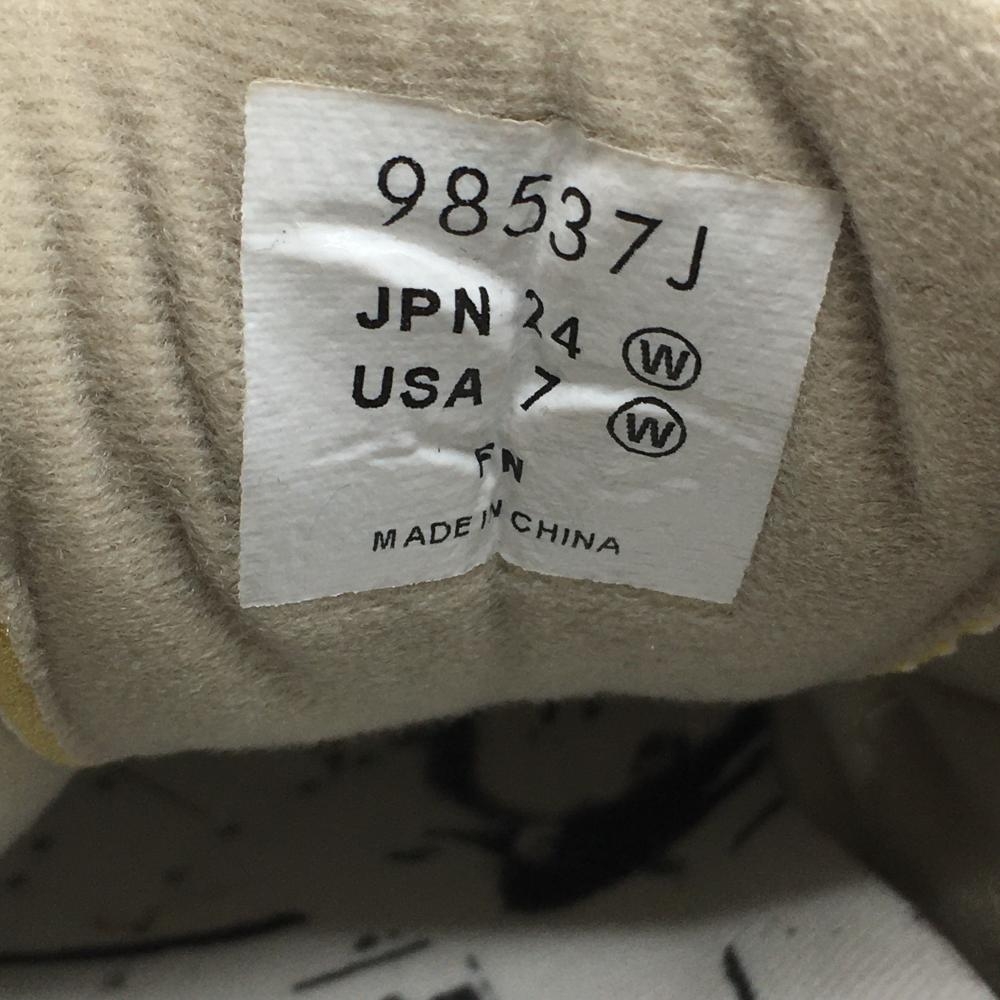 98537J
JPN 24 W
USA 7 W
FN
MADE IN CHINA